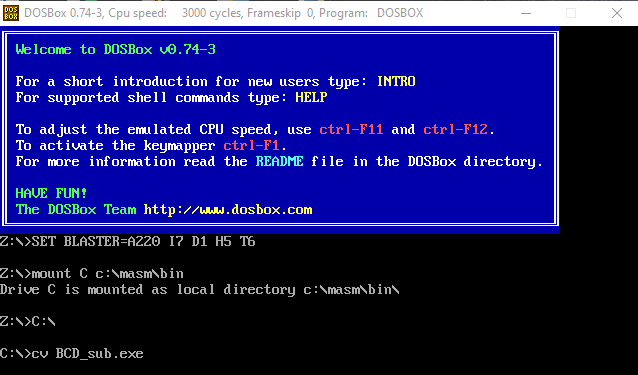 DOSBox 0.74-3, Cpu speed:    3000 cycles, Frameskip  0, Program:   DOSBOX
DOS
BOX
Welcome to DOSBox v0.74-3
For a short introduction for new users type: INTRO
For supported shell commands type: HELP
To adjust the emulated CPU speed, use ctrl-F11 and ctrl-F12.
To activate the keymapper ctrl-F1.
For more information read the README file in the DOSBox directory.
HAVE FUN!
The DOSBox Team http://www.dosbox.com
Z:\>SET BLASTER=A220 I7 D1 H5 T6
Z:\>mount C c:\masm\bin
Drive C is mounted as local directory c:\masm\bin\
Z:\>C:\
C:\>cv BCD_sub.exe